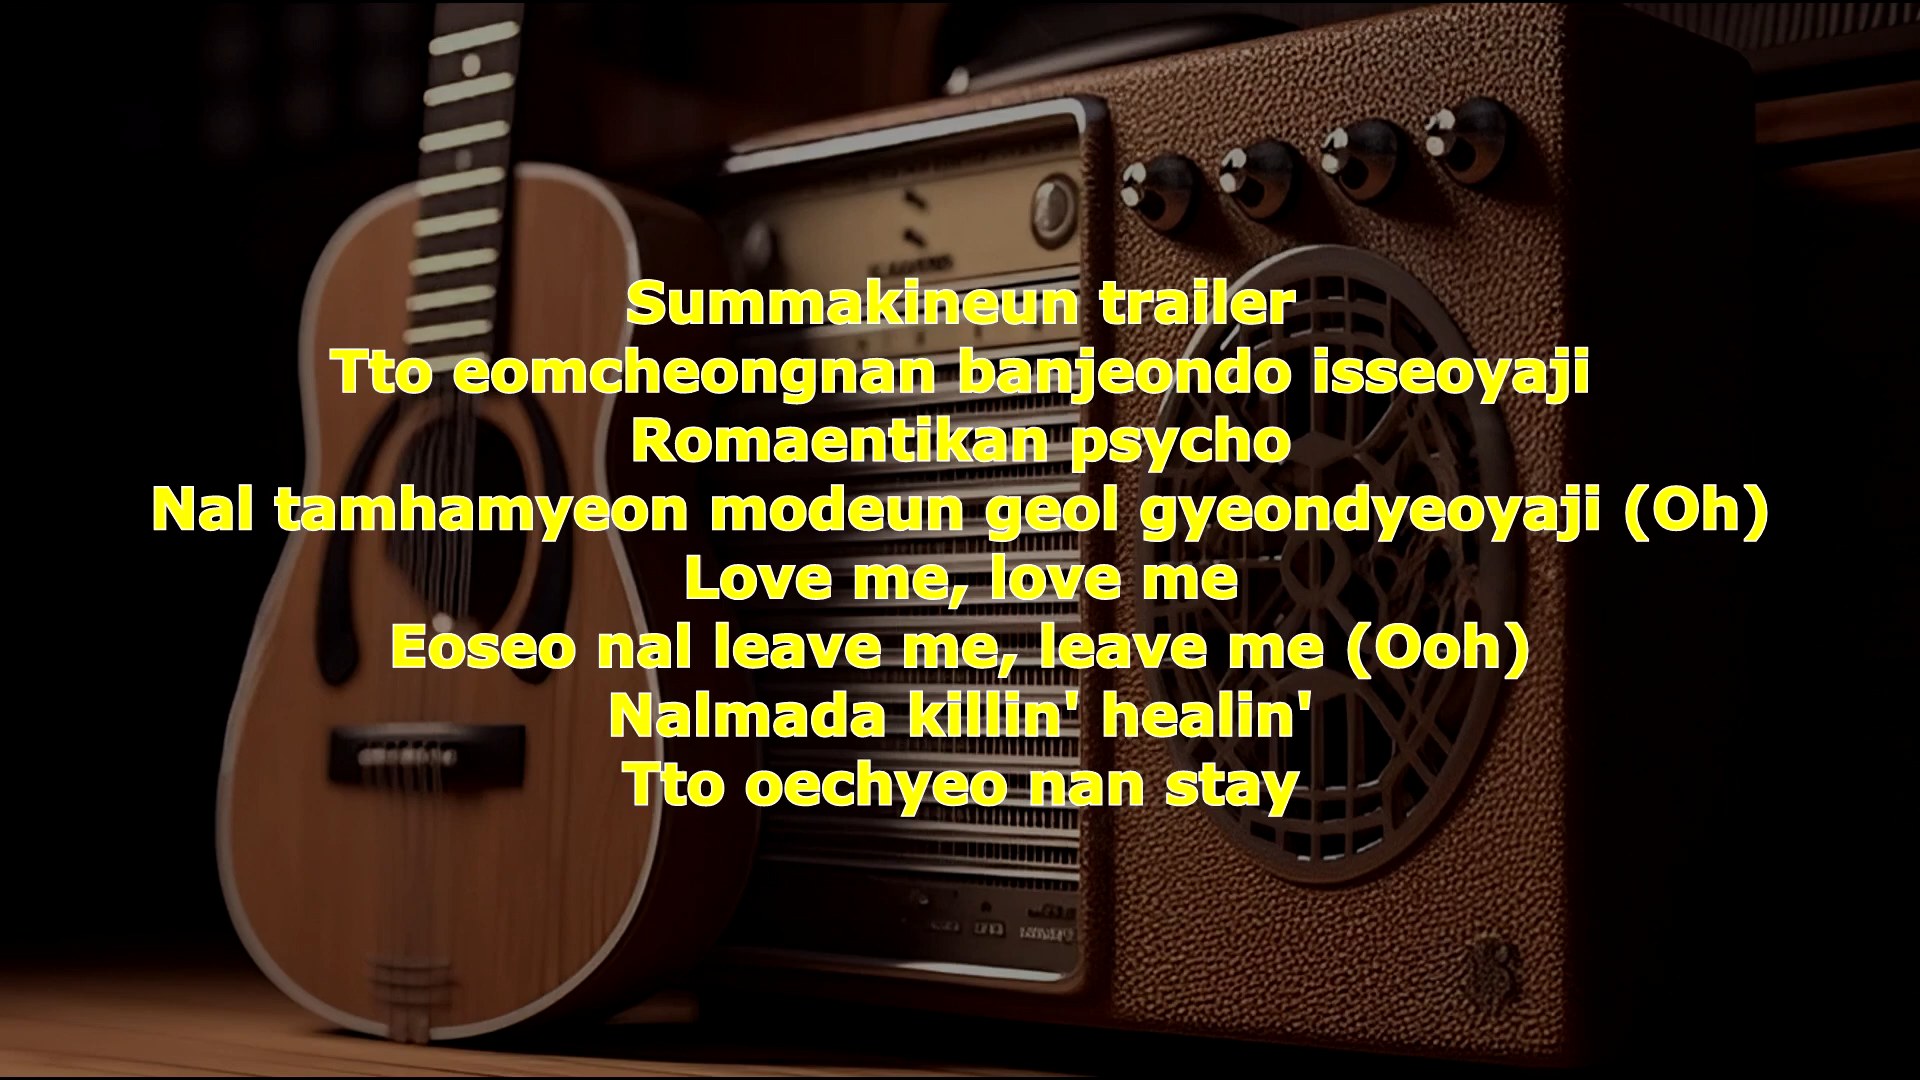 Summakineun trailer
Tto eomcheongnan banjeondo isseoyaji
Romaentikan psycho
Nal tamhamyeon modeun geol gyeondyeoyaji (Oh)
Love me, love me
Eoseo nal leave me, leave me (Ooh)
Nalmada killin' healin'
Tto oechyeo nan stay